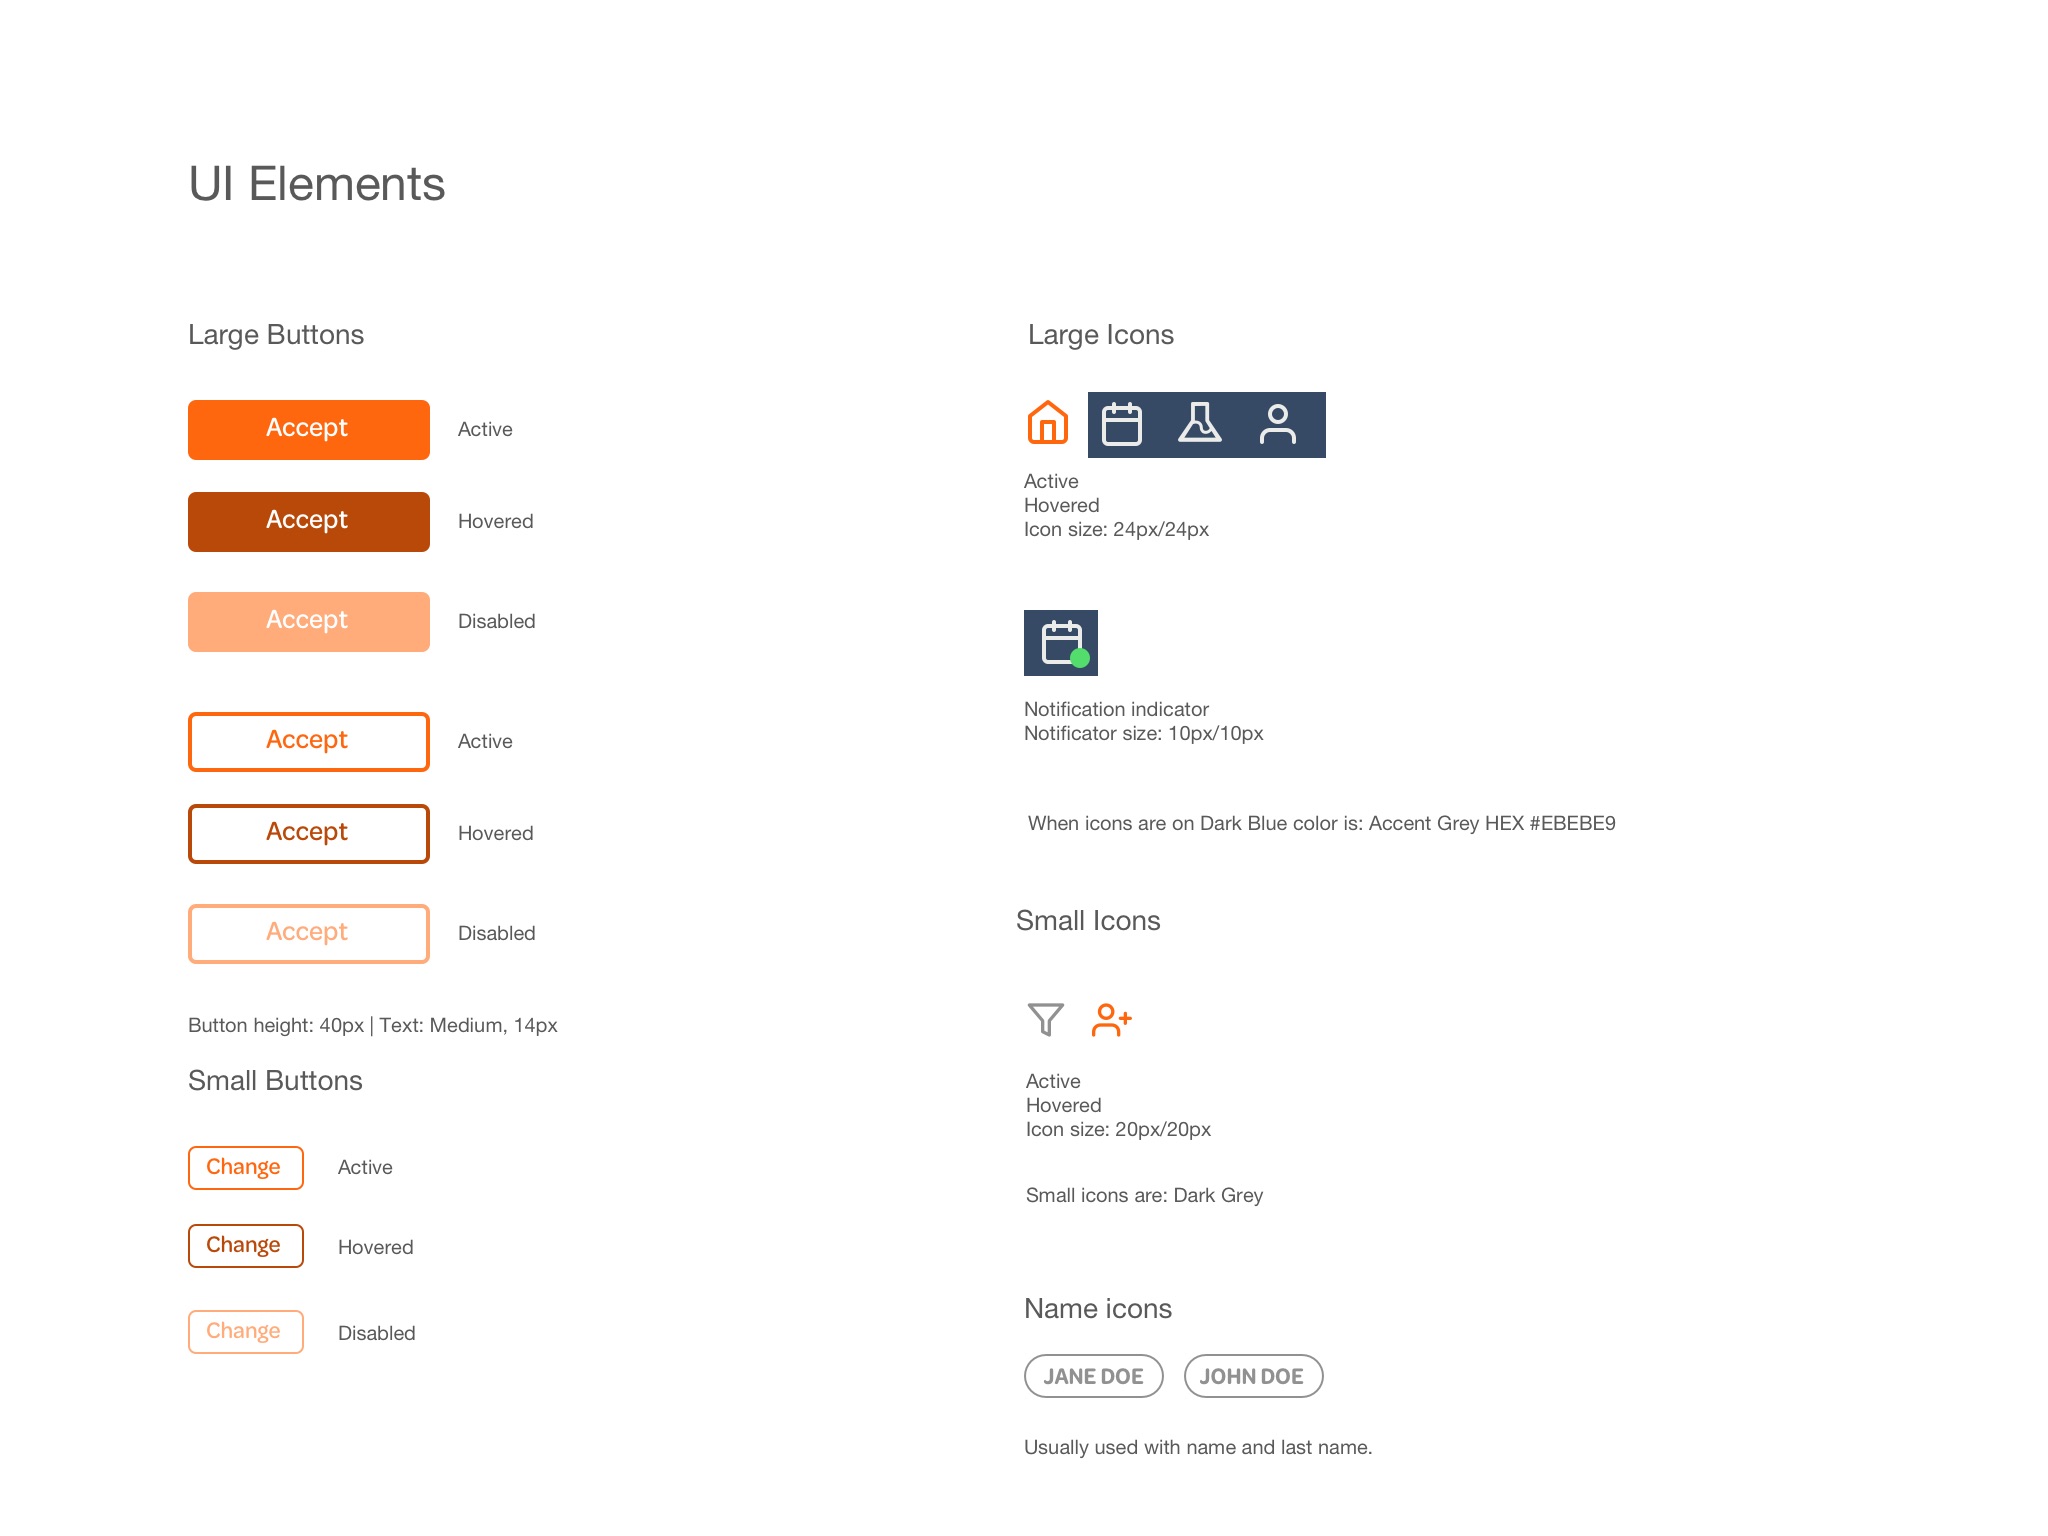 UI Elements
Large Buttons
Accept
Active
Accept
Hovered
Accept
Disabled
Accept
Active
Accept
Hovered
Accept
Disabled
Button height: 40px | Text: Medium, 14px
Small Buttons
Change
Active
Change
Hovered
Change
Disabled
Large Icons
Active
Hovered
Icon size: 24px/24px
Notification indicator
Notificator size: 10px/10px
When icons are on Dark Blue color is: Accent Grey HEX #EBEBE9
Small Icons
Active
Hovered
Icon size: 20px/20px
Small icons are: Dark Grey
Name icons
JANE DOE
JOHN DOE
Usually used with name and last name.